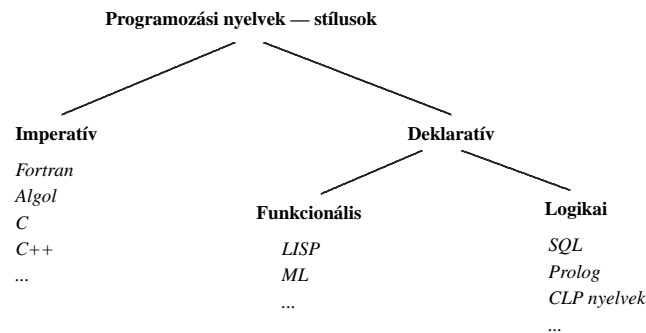 Programozási nyelvek — stílusok
Imperatív
Fortran
Algol
C
C++
...
Deklaratív
Funkcionális
LISP
ML
...
Logikai
SQL
Prolog
CLP nyelvek
...